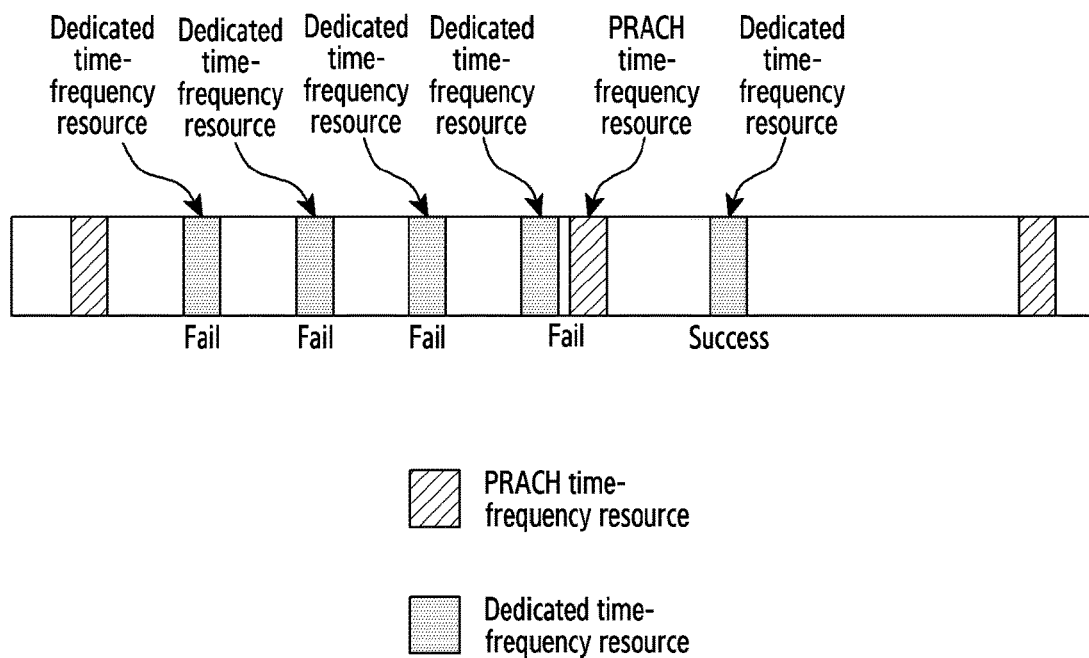 Dedicated
time-
frequency
resource
Dedicated
time-
frequency
resource
Dedicated
time-
frequency
resource
Dedicated
time-
frequency
resource
PRACH
time-
frequency
resource
Dedicated
time-
frequency
resource
Fail
Fail
Fail
Fail
Success
PRACH time-
frequency resource
Dedicated time-
frequency resource